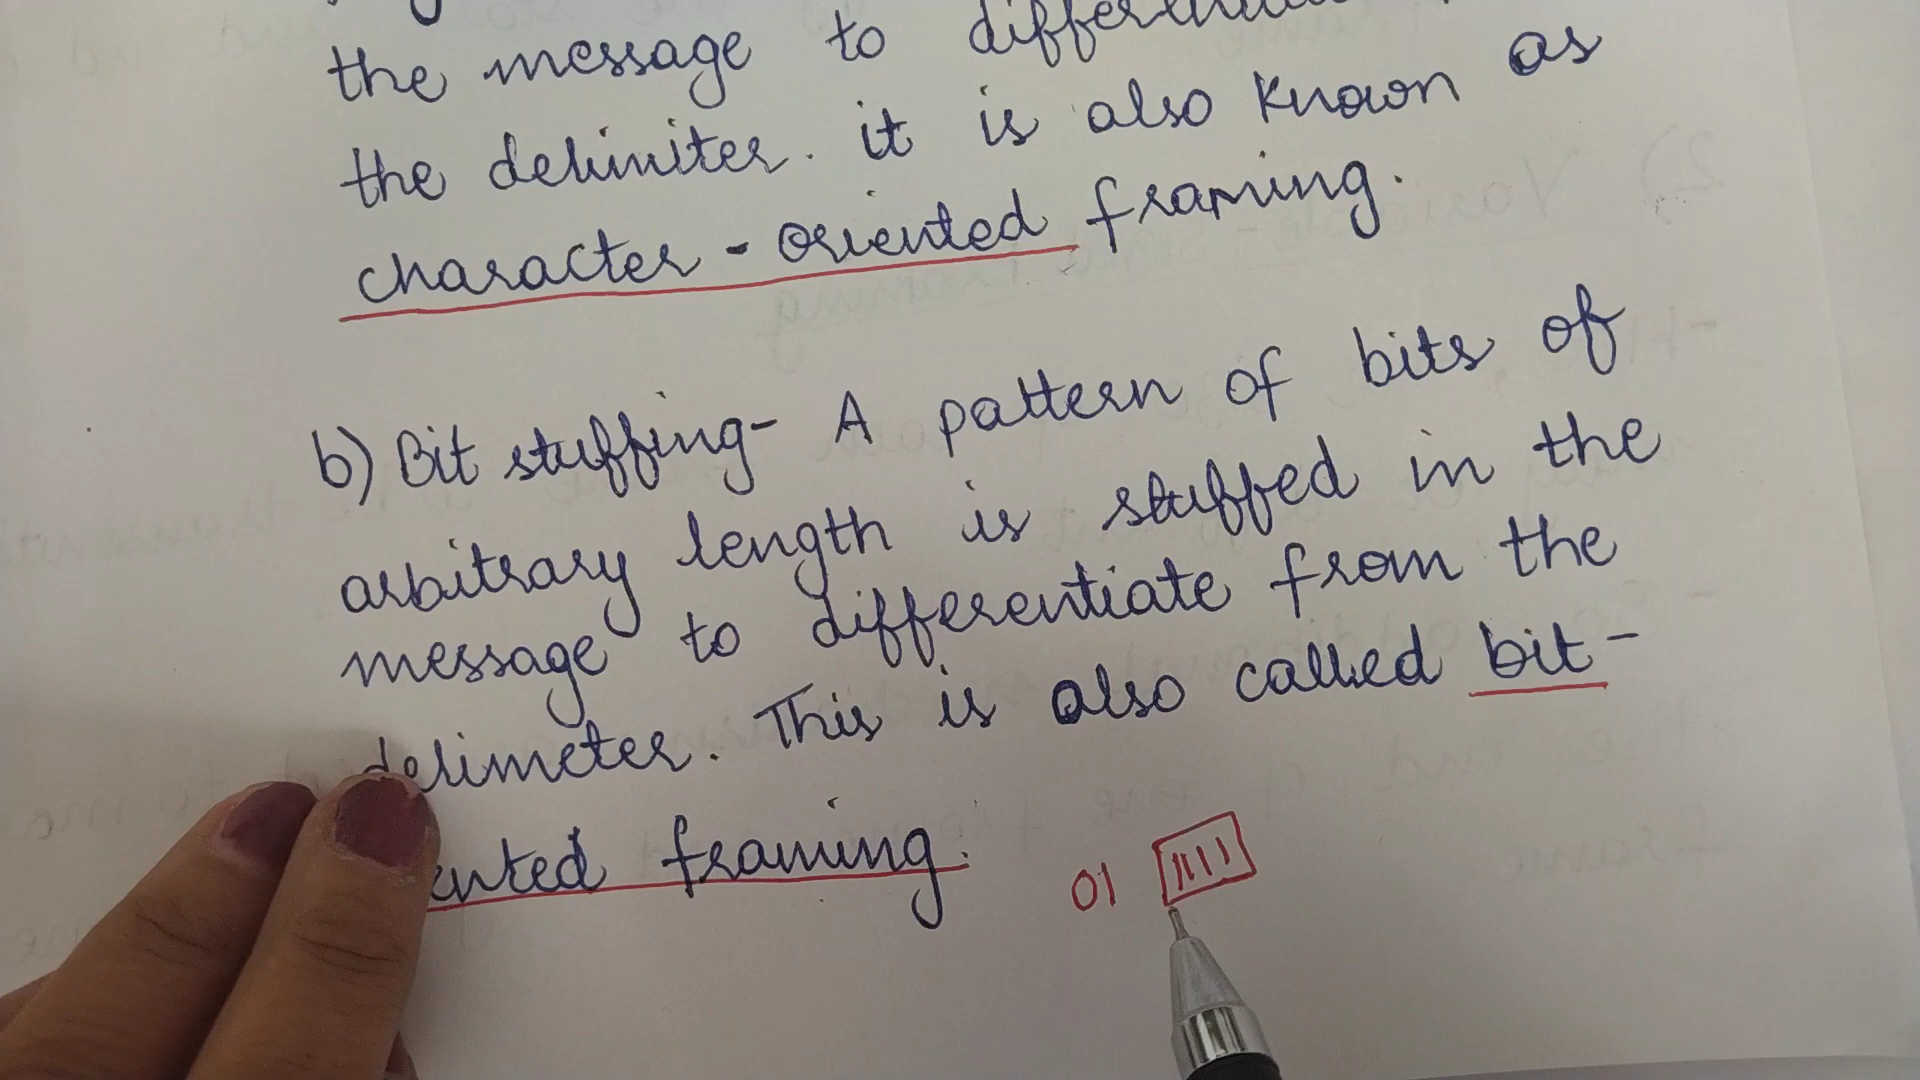 the message to
the delimiter. it is also known as
character - oriented framing.
b) Bit stuffing - A pattern of bits of
arbitrary length is stuffed in the
message to differentiate from the
delimeter. This is also called bit -
ented framing.
01 1111